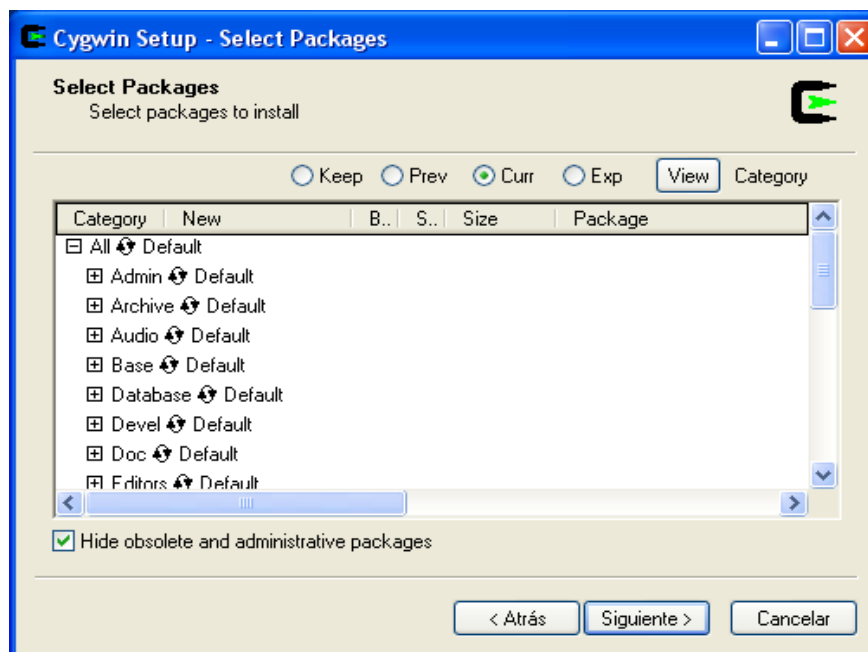 Cygwin Setup - Select Packages
Select Packages
Select packages to install
Keep Prev Curr Exp View Category
Category New B.. S.. Size Package
All Default
Admin Default
Archive Default
Audio Default
Base Default
Database Default
Devel Default
Doc Default
Editors Default
Hide obsolete and administrative packages
< Atrás Siguiente > Cancelar